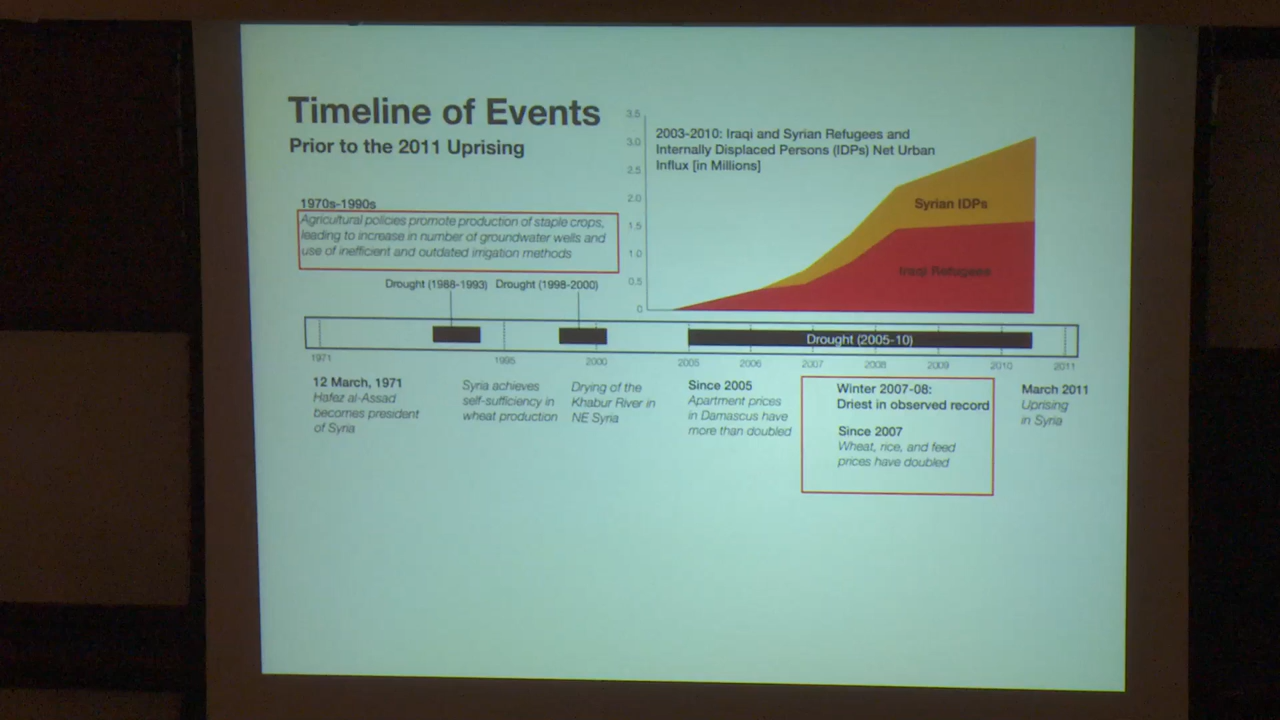 Timeline of Events
Prior to the 2011 Uprising
1970s-1990s
Agricultural policies promote production of staple crops,
leading to increase in number of groundwater wells and
use of inefficient and outdated irrigation methods
3.5
3.0
2.5
2.0
1.5
1.0
0.5
0
2003-2010: Iraqi and Syrian Refugees and
Internally Displaced Persons (IDPs) Net Urban
Influx [in Millions]
Syrian IDPs
Iraqi Refugees
Drought (1988-1993) Drought (1998-2000)
Drought (2005-10)
1971 1995 2000 2005 2006 2007 2008 2009 2010 2011
12 March, 1971
Hafez al-Assad
becomes president
of Syria
Syria achieves
self-sufficiency in
wheat production
Drying of the
Khabur River in
NE Syria
Since 2005
Apartment prices
in Damascus have
more than doubled
Winter 2007-08:
Driest in observed record
Since 2007
Wheat, rice, and feed
prices have doubled
March 2011
Uprising
in Syria